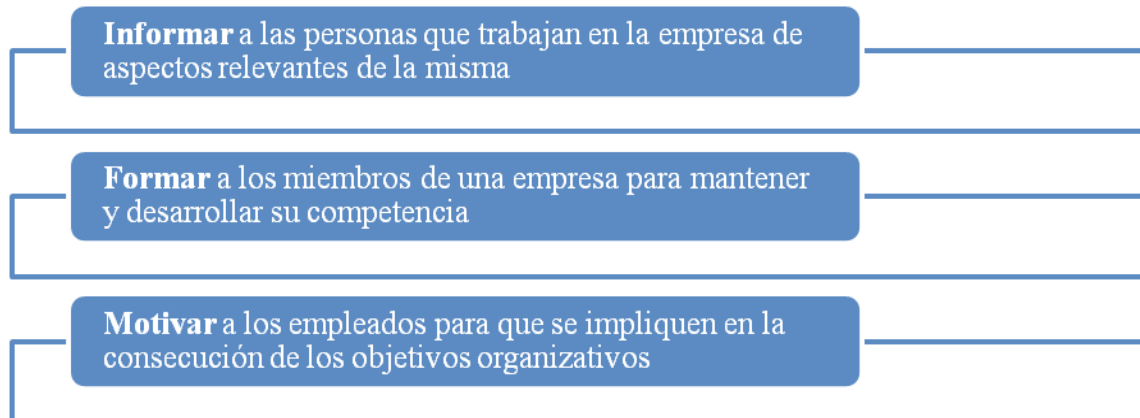 Informar a las personas que trabajan en la empresa de
aspectos relevantes de la misma
Formar a los miembros de una empresa para mantener
y desarrollar su competencia
Motivar a los empleados para que se impliquen en la
consecución de los objetivos organizativos